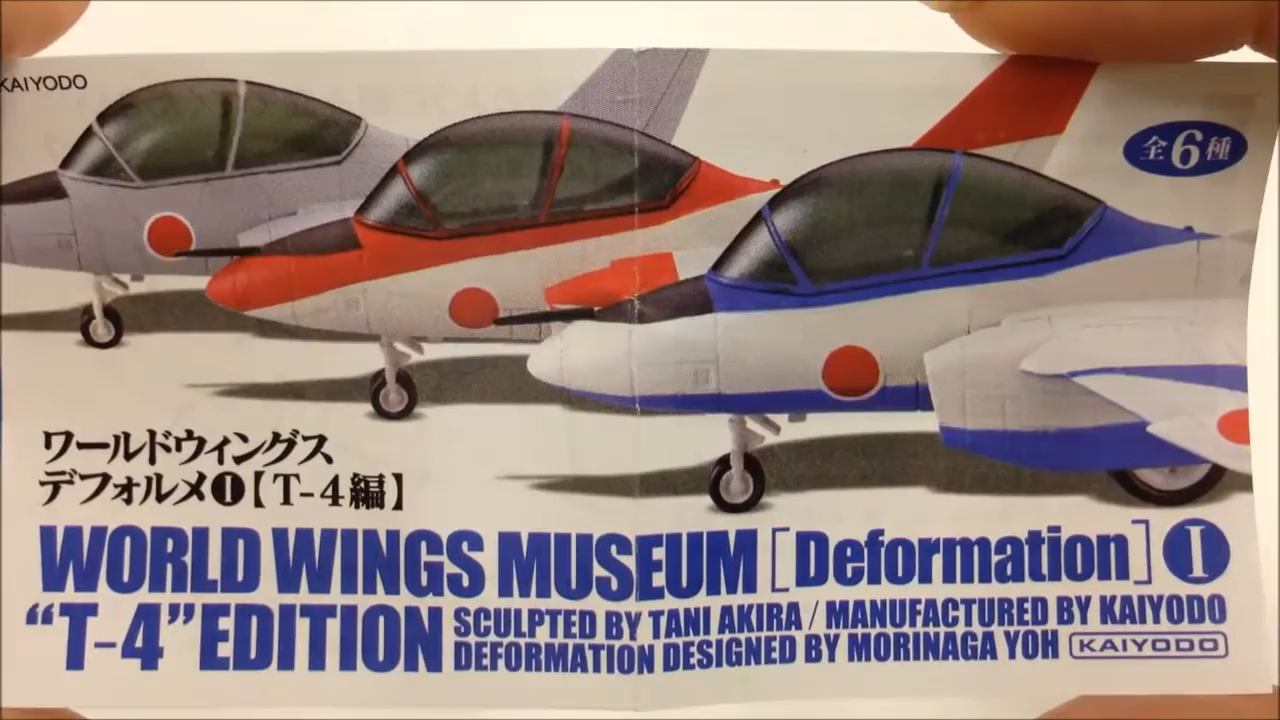 KAIYODO
全6種
ワールドウィングス
デフォルメI【T-4編】
WORLD WINGS MUSEUM [Deformation] I
“T-4” EDITION
SCULPTED BY TANI AKIRA / MANUFACTURED BY KAIYODO
DEFORMATION DESIGNED BY MORINAGA YOH KAIYODO